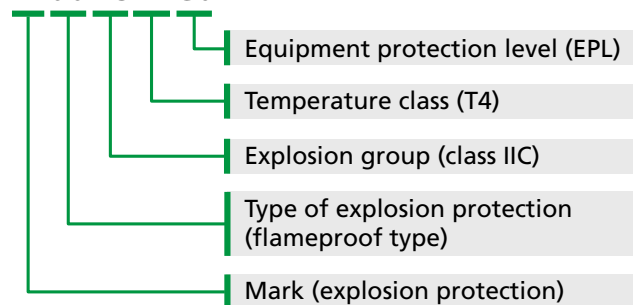 Equipment protection level (EPL)
Temperature class (T4)
Explosion group (class IIC)
Type of explosion protection
(flameproof type)
Mark (explosion protection)